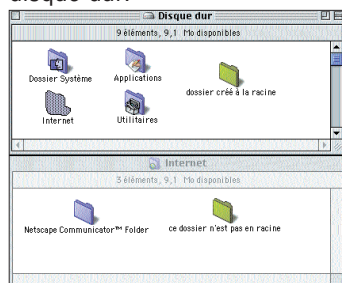 disque dur.
Disque dur
9 éléments, 9,1 Mo disponibles
Dossier Système
Applications
dossier créé à la racine
Internet
Utilitaires
Internet
3 éléments, 9,1 Mo disponibles
Netscape Communicator™ Folder
ce dossier n'est pas en racine